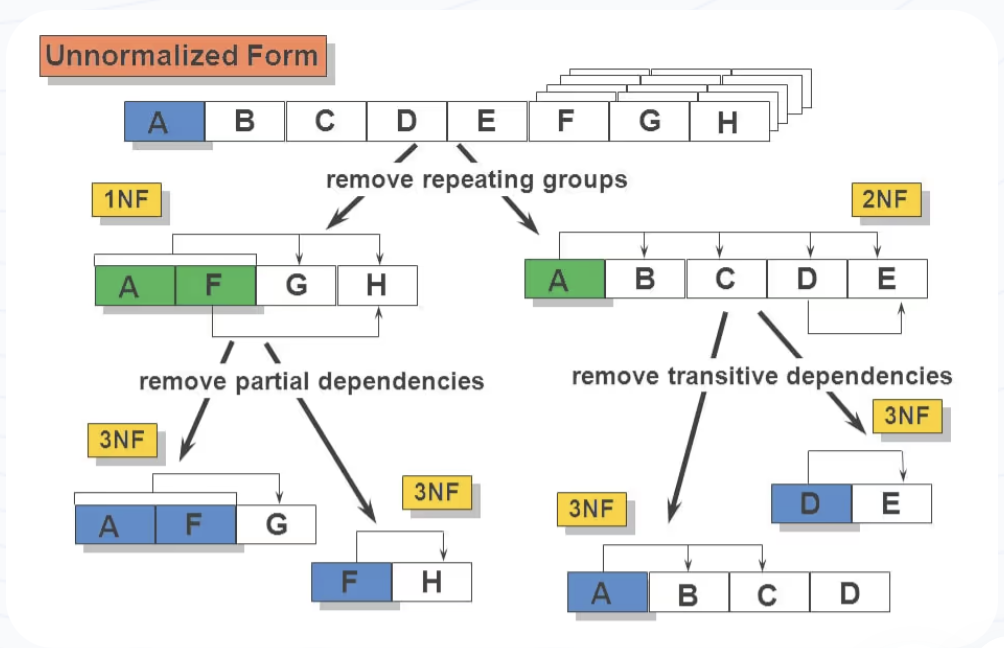 Unnormalized Form
A B C D E F G H
remove repeating groups
1NF
2NF
A F G H
A B C D E
remove partial dependencies
remove transitive dependencies
3NF
3NF
A F G
3NF
F H
D E
3NF
A B C D